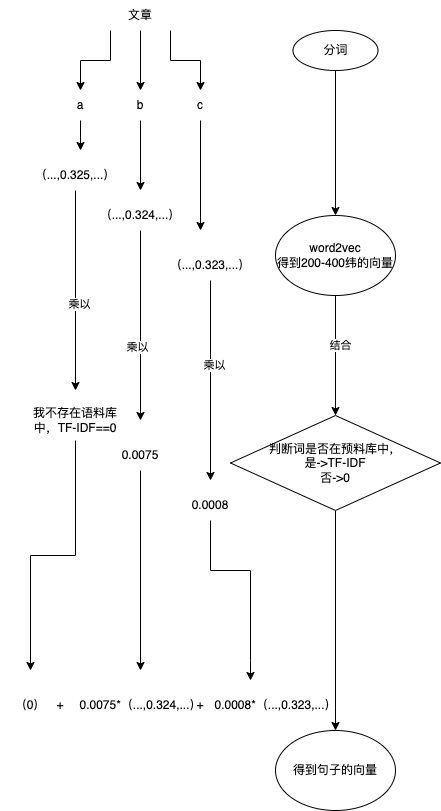 文章
a
b
c
(...,0.325,...)
(...,0.324,...)
(...,0.323,...)
乘以
乘以
乘以
我不存在语料库
中，TF-IDF==0
0.0075
0.0008
(0) + 0.0075* (...,0.324,...) + 0.0008* (...,0.323,...)
分词
word2vec
得到200-400纬的向量
结合
判断词是否在预料库中，
是->TF-IDF
否->0
得到句子的向量